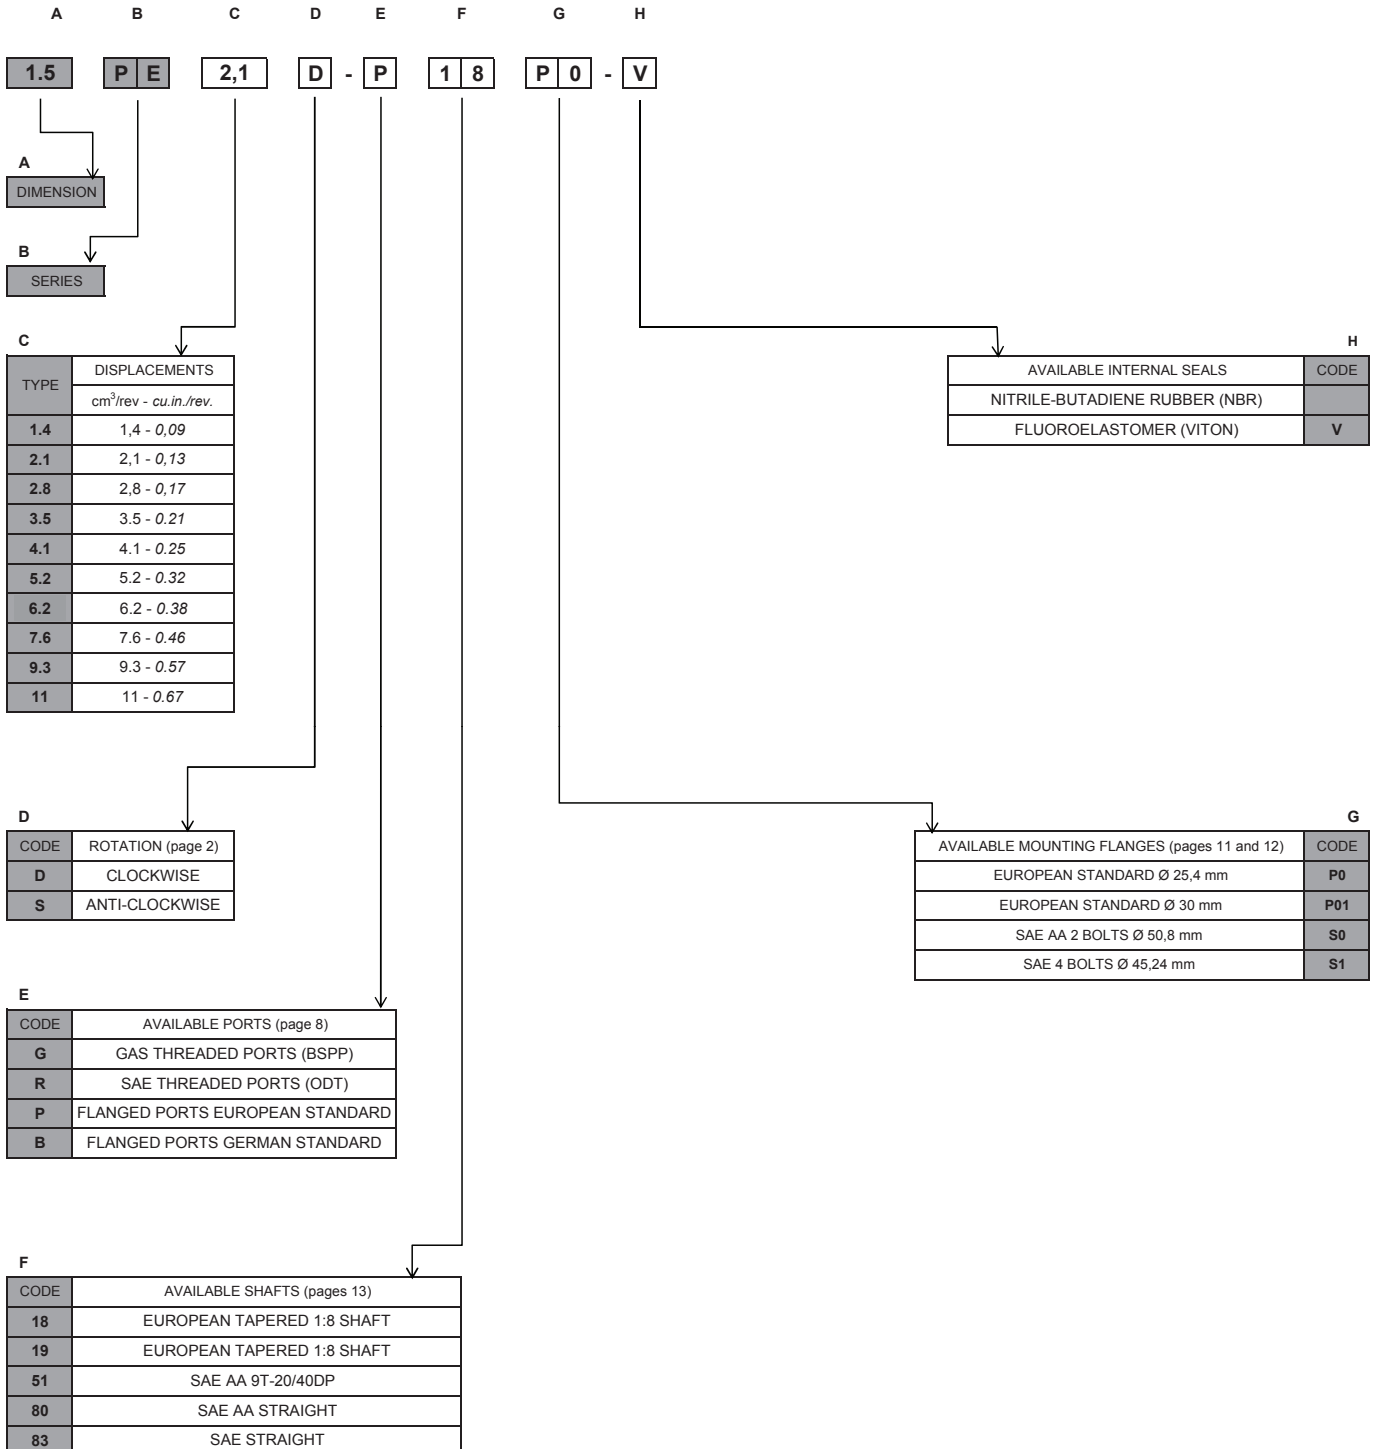 A B C D E F G H
1.5 P E 2,1 D - P 1 8 P 0 - V
A
DIMENSION
B
SERIES
C
TYPE DISPLACEMENTS
cm³/rev - cu.in./rev.
1.4 1,4 - 0,09
2.1 2,1 - 0,13
2.8 2,8 - 0,17
3.5 3.5 - 0.21
4.1 4.1 - 0.25
5.2 5.2 - 0.32
6.2 6.2 - 0.38
7.6 7.6 - 0.46
9.3 9.3 - 0.57
11 11 - 0.67
H
AVAILABLE INTERNAL SEALS CODE
NITRILE-BUTADIENE RUBBER (NBR)
FLUOROELASTOMER (VITON) V
D
CODE ROTATION (page 2)
D CLOCKWISE
S ANTI-CLOCKWISE
G
AVAILABLE MOUNTING FLANGES (pages 11 and 12) CODE
EUROPEAN STANDARD Ø 25,4 mm P0
EUROPEAN STANDARD Ø 30 mm P01
SAE AA 2 BOLTS Ø 50,8 mm S0
SAE 4 BOLTS Ø 45,24 mm S1
E
CODE AVAILABLE PORTS (page 8)
G GAS THREADED PORTS (BSPP)
R SAE THREADED PORTS (ODT)
P FLANGED PORTS EUROPEAN STANDARD
B FLANGED PORTS GERMAN STANDARD
F
CODE AVAILABLE SHAFTS (pages 13)
18 EUROPEAN TAPERED 1:8 SHAFT
19 EUROPEAN TAPERED 1:8 SHAFT
51 SAE AA 9T-20/40DP
80 SAE AA STRAIGHT
83 SAE STRAIGHT